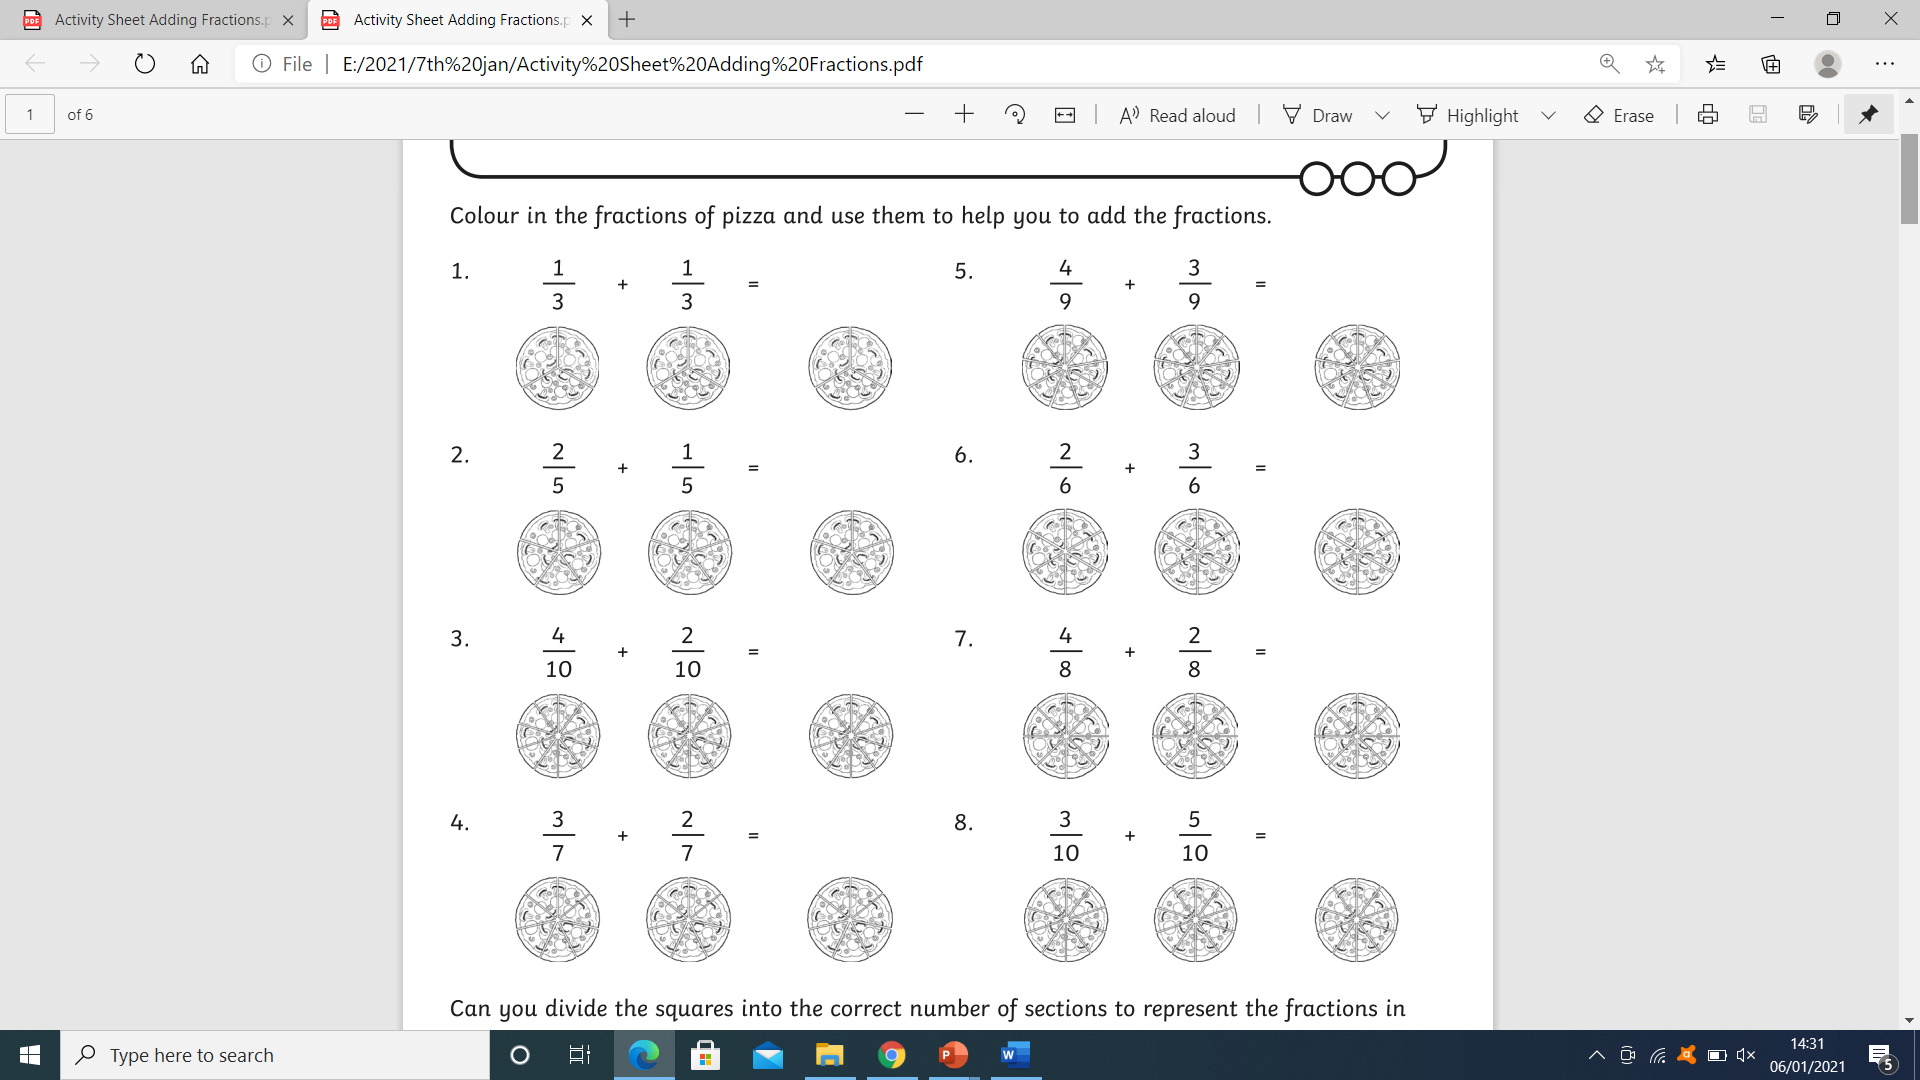 Activity Sheet Adding Fractions.p
Activity Sheet Adding Fractions.p
File
E:/2021/7th%20jan/Activity%20Sheet%20Adding%20Fractions.pdf
1 of 6
Read aloud
Draw
Highlight
Erase
Colour in the fractions of pizza and use them to help you to add the fractions.
1. 1/3 + 1/3 =
2. 2/5 + 1/5 =
3. 4/10 + 2/10 =
4. 3/7 + 2/7 =
5. 4/9 + 3/9 =
6. 2/6 + 3/6 =
7. 4/8 + 2/8 =
8. 3/10 + 5/10 =
Can you divide the squares into the correct number of sections to represent the fractions in
Type here to search
14:31
06/01/2021
5